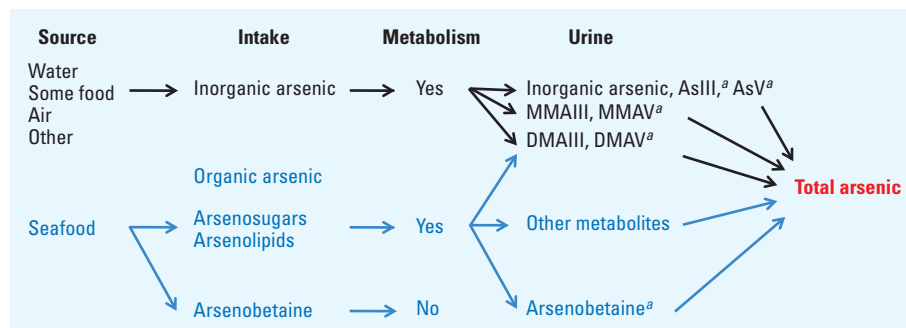 Source Intake Metabolism Urine
Water
Some food
Air
Other
Inorganic arsenic
Yes
Inorganic arsenic, AsIII,ᵃ AsVᵃ
MMAIII, MMAVᵃ
DMAIII, DMAVᵃ
Total arsenic
Organic arsenic
Seafood
Arsenosugars
Arsenolipids
Yes
Other metabolites
Arsenobetaine
No
Arsenobetaineᵃ